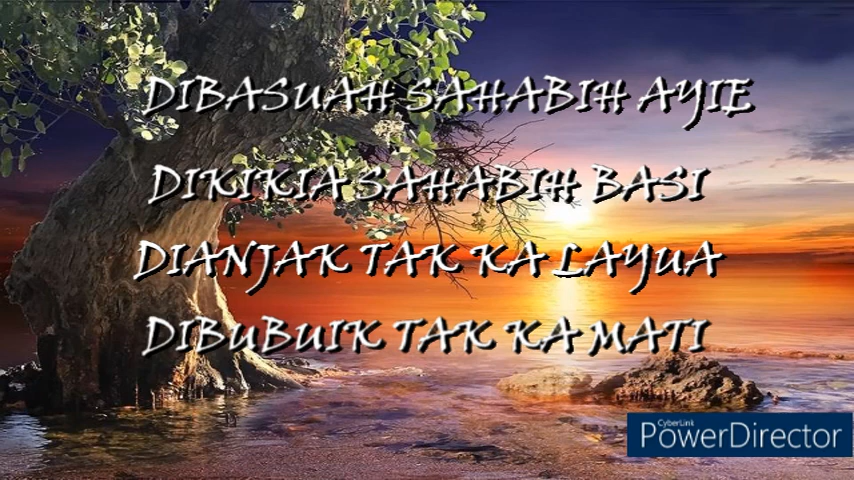 DIBASUAH SAHABIH AYIE
DIKIKIA SAHABIH BASI
DIANJAK TAK KA LAYUA
DIBUBUIK TAK KA MATI
CyberLink
PowerDirector